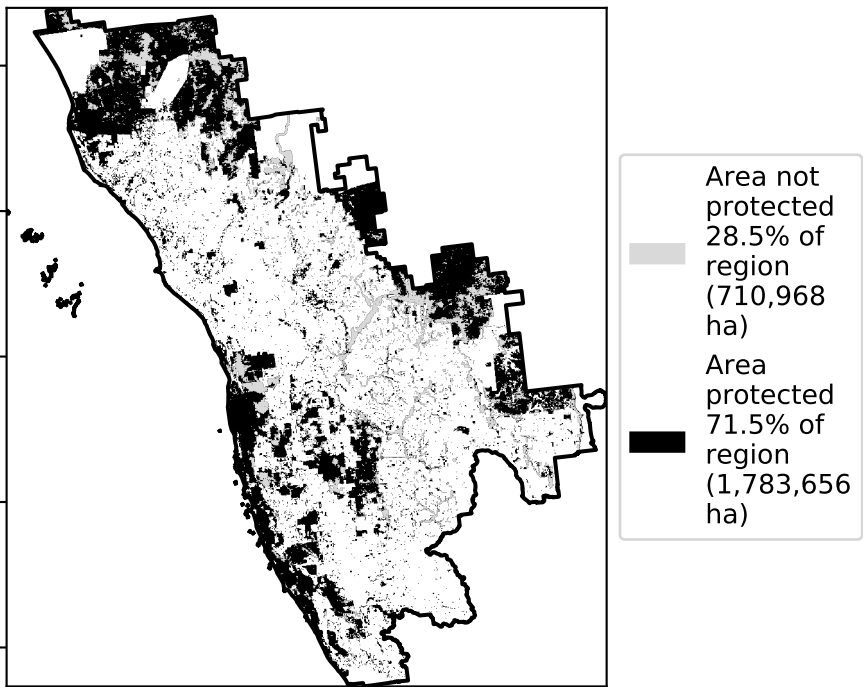 Area not
protected
28.5% of
region
(710,968
ha)
Area
protected
71.5% of
region
(1,783,656
ha)